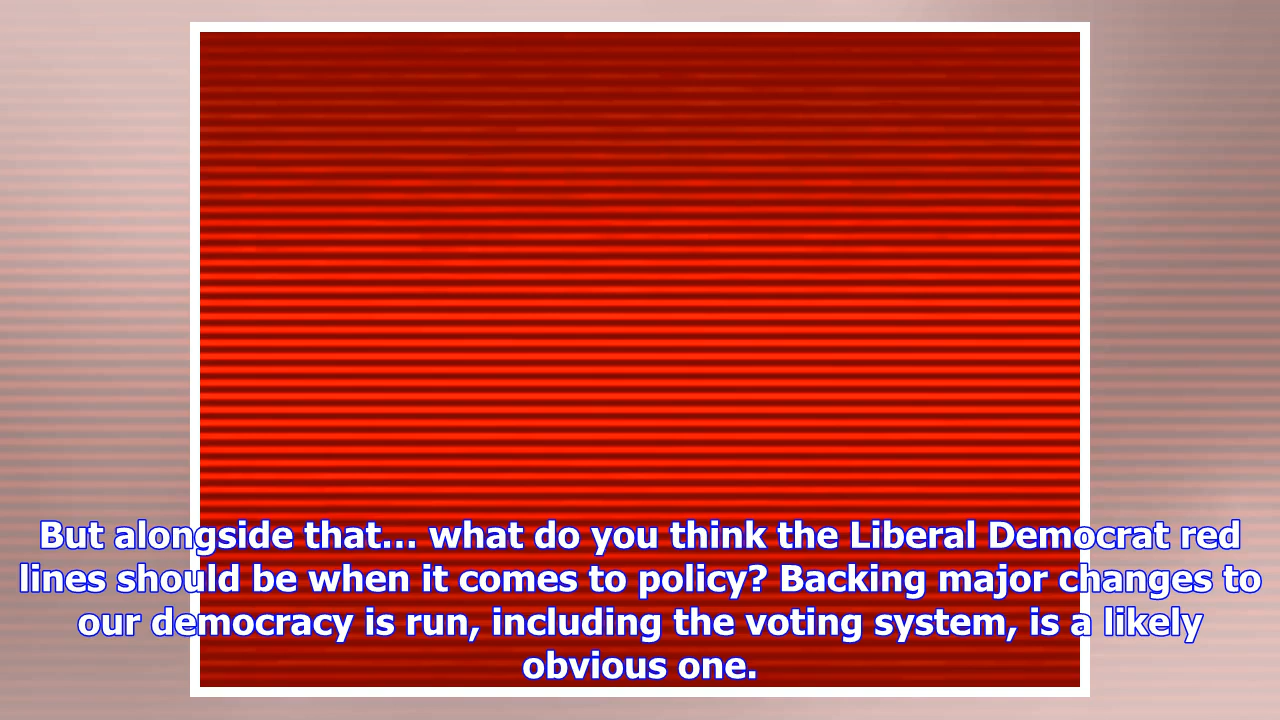 But alongside that... what do you think the Liberal Democrat red
lines should be when it comes to policy? Backing major changes to
our democracy is run, including the voting system, is a likely
obvious one.